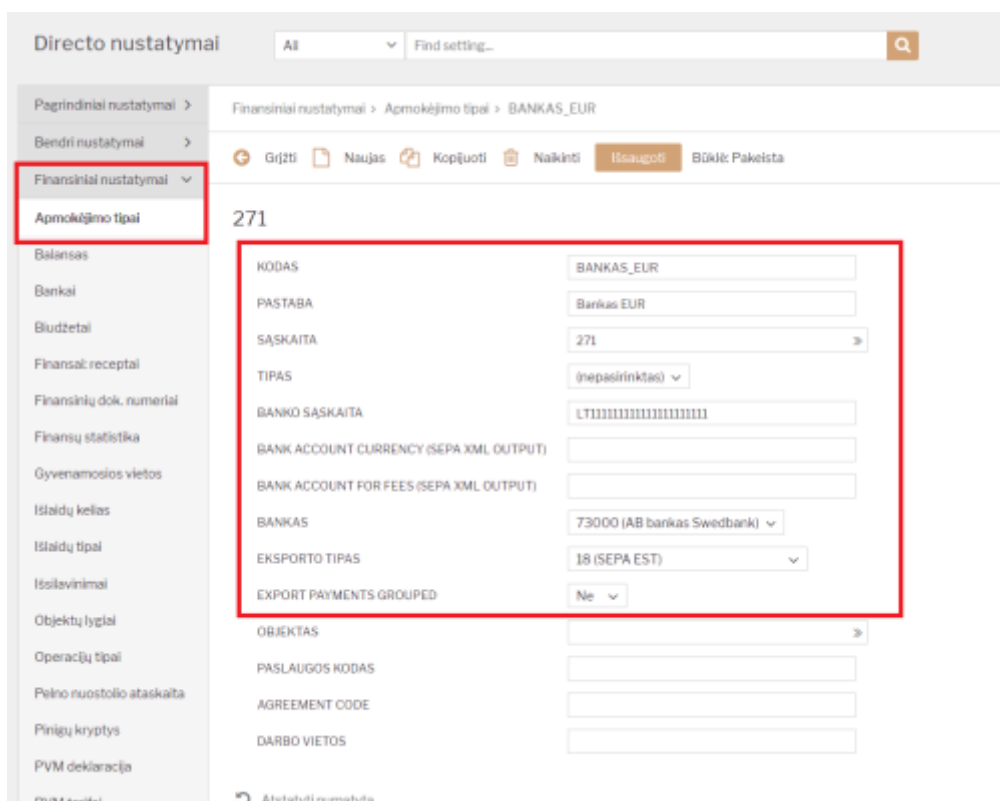 Directo nustatymai
All
Find setting...
Pagrindiniai nustatymai >
Bendri nustatymai >
Finansiniai nustatymai
Apmokėjimo tipai
Balansas
Bankai
Biudžetai
Finansai: receptai
Finansinių dok. numeriai
Finansų statistika
Gyvenamosios vietos
Išlaidų kelias
Išlaidų tipai
Išsilavinimai
Objektų lygiai
Operacijų tipai
Pelno nuostolio ataskaita
Pinigų kryptys
PVM deklaracija
Finansiniai nustatymai > Apmokėjimo tipai > BANKAS_EUR
Grįžti Naujas Kopijuoti Naikinti Išsaugoti Būklė: Pakeista
271
KODAS BANKAS_EUR
PASTABA Bankas EUR
SĄSKAITA 271
TIPAS (nepasirinktas)
BANKO SĄSKAITA
BANK ACCOUNT CURRENCY (SEPA XML OUTPUT)
BANK ACCOUNT FOR FEES (SEPA XML OUTPUT)
BANKAS 73000 (AB bankas Swedbank)
EKSPORTO TIPAS 18 (SEPA EST)
EXPORT PAYMENTS GROUPED Ne
OBJEKTAS
PASLAUGOS KODAS
AGREEMENT CODE
DARBO VIETOS